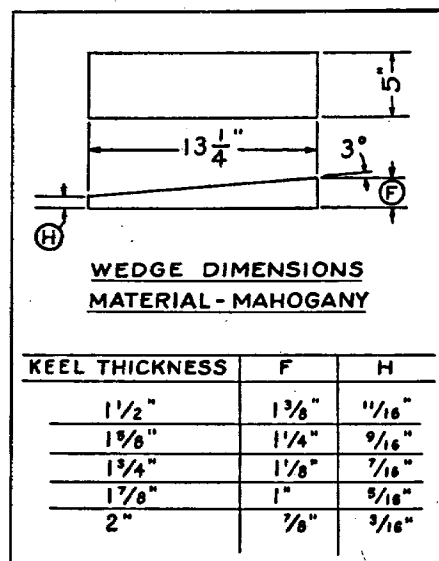 5"
13 1/4"
3°
F
H
WEDGE DIMENSIONS
MATERIAL - MAHOGANY
KEEL THICKNESS F H
1 1/2" 1 3/8" 11/16"
1 5/8" 1 1/4" 9/16"
1 3/4" 1 1/8" 7/16"
1 7/8" 1" 5/16"
2" 7/8" 3/16"